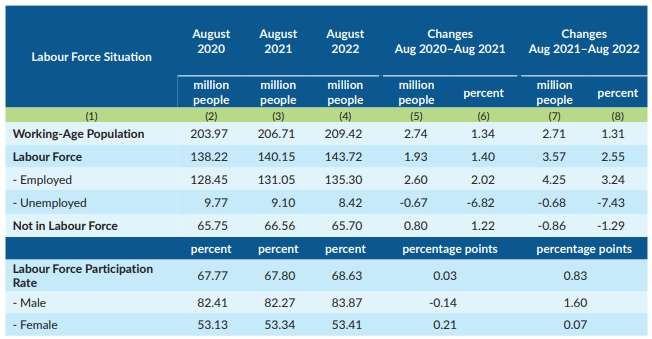 Labour Force Situation August 2020 August 2021 August 2022 Changes Aug 2020–Aug 2021 Changes Aug 2021–Aug 2022
million people million people million people million people percent million people percent
(1) (2) (3) (4) (5) (6) (7) (8)
Working-Age Population 203.97 206.71 209.42 2.74 1.34 2.71 1.31
Labour Force 138.22 140.15 143.72 1.93 1.40 3.57 2.55
- Employed 128.45 131.05 135.30 2.60 2.02 4.25 3.24
- Unemployed 9.77 9.10 8.42 -0.67 -6.82 -0.68 -7.43
Not in Labour Force 65.75 66.56 65.70 0.80 1.22 -0.86 -1.29
percent percent percent percentage points percentage points
Labour Force Participation Rate 67.77 67.80 68.63 0.03 0.83
- Male 82.41 82.27 83.87 -0.14 1.60
- Female 53.13 53.34 53.41 0.21 0.07